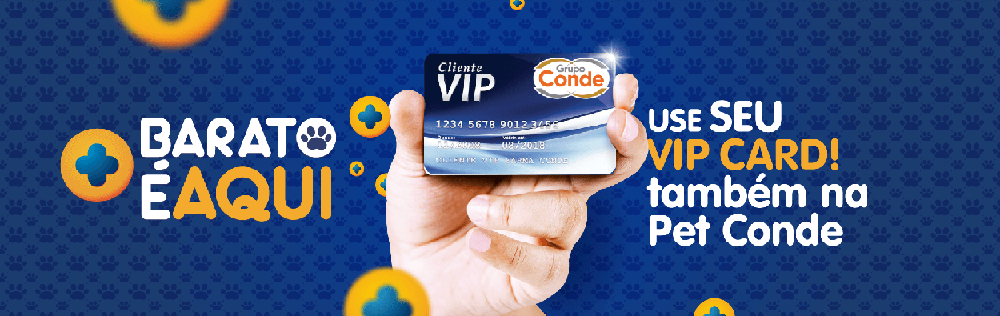 BARATO
É AQUI
Cliente
VIP
Grupo
Conde
1234 5678 9012 3456
08/2018
USE SEU
VIP CARD!
também na
Pet Conde